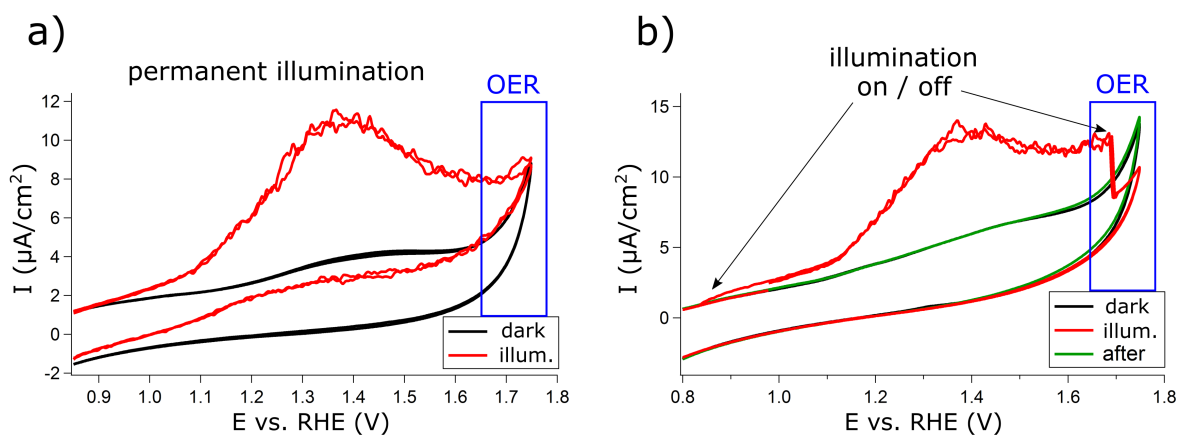 a)
permanent illumination
OER
12
10
8
6
4
2
0
-2
I (µA/cm²)
0.9 1.0 1.1 1.2 1.3 1.4 1.5 1.6 1.7 1.8
E vs. RHE (V)
dark
illum.
b)
illumination
on / off
OER
15
10
5
0
I (µA/cm²)
0.8 1.0 1.2 1.4 1.6 1.8
E vs. RHE (V)
dark
illum.
after